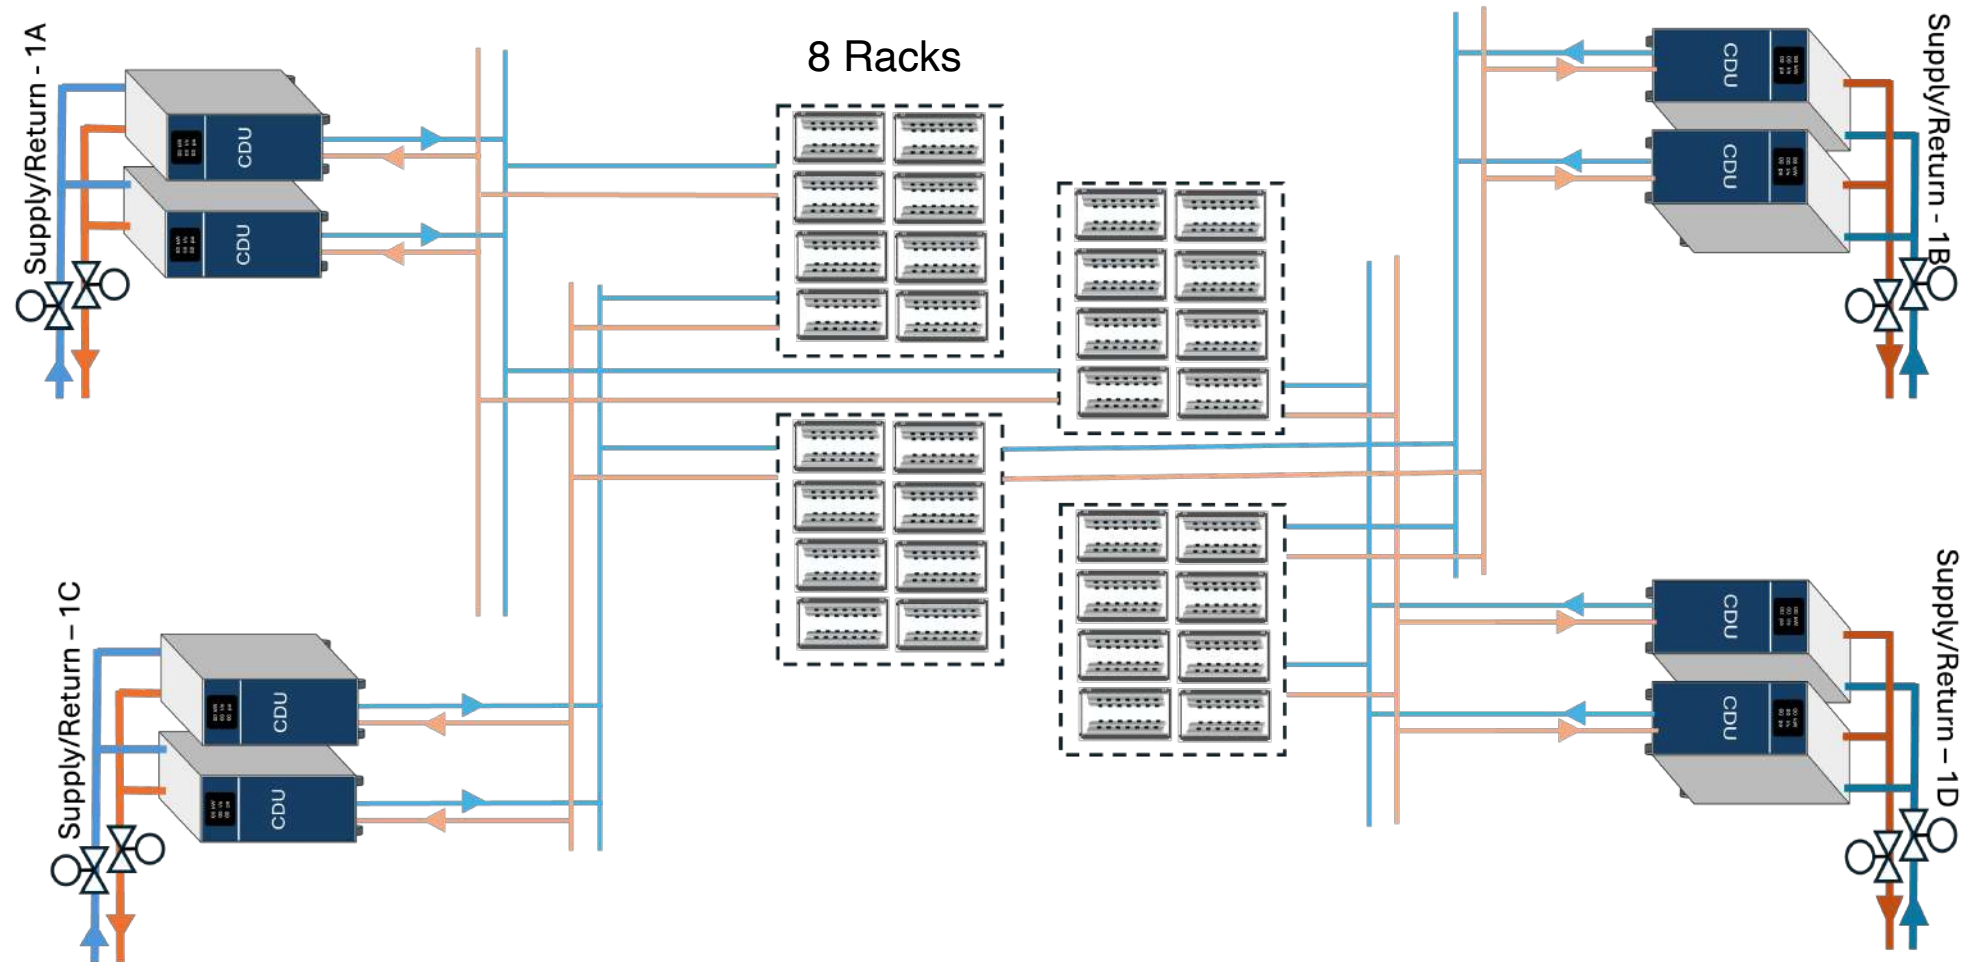 Supply/Return - 1A
8 Racks
Supply/Return - 1B
CDU
CDU
CDU
CDU
Supply/Return – 1C
Supply/Return – 1D
CDU
CDU
CDU
CDU